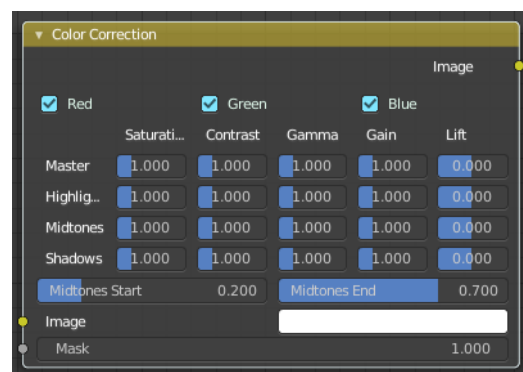 Color Correction
Image
Red Green Blue
Saturati... Contrast Gamma Gain Lift
Master 1.000 1.000 1.000 1.000 0.000
Highlig... 1.000 1.000 1.000 1.000 0.000
Midtones 1.000 1.000 1.000 1.000 0.000
Shadows 1.000 1.000 1.000 1.000 0.000
Midtones Start 0.200 Midtones End 0.700
Image
Mask 1.000